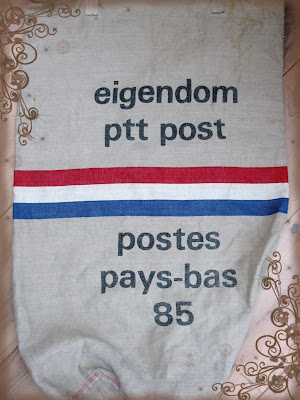 eigendom
ptt post
postes
pays-bas
85